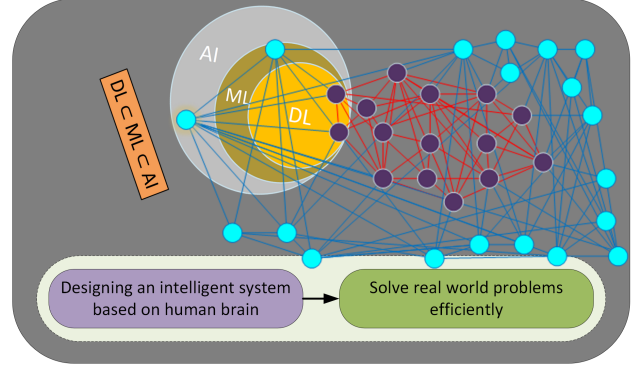 AI
ML
DL
DL ⊂ ML ⊂ AI
Designing an intelligent system
based on human brain
Solve real world problems
efficiently